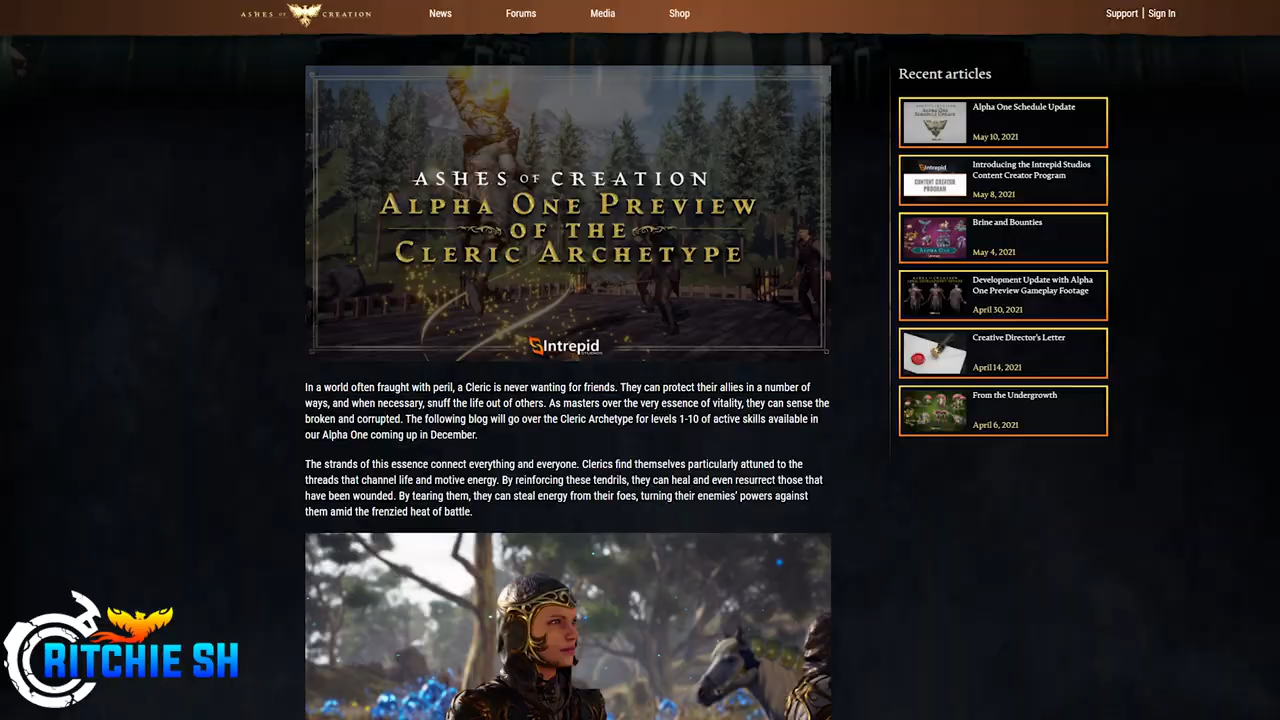 ASHES OF CREATION
News
Forums
Media
Shop
Support | Sign In
ASHES OF CREATION
ALPHA ONE PREVIEW
OF THE
CLERIC ARCHETYPE
Intrepid
STUDIOS
In a world often fraught with peril, a Cleric is never wanting for friends. They can protect their allies in a number of
ways, and when necessary, snuff the life out of others. As masters over the very essence of vitality, they can sense the
broken and corrupted. The following blog will go over the Cleric Archetype for levels 1-10 of active skills available in
our Alpha One coming up in December.
The strands of this essence connect everything and everyone. Clerics find themselves particularly attuned to the
threads that channel life and motive energy. By reinforcing these tendrils, they can heal and even resurrect those that
have been wounded. By tearing them, they can steal energy from their foes, turning their enemies' powers against
them amid the frenzied heat of battle.
Recent articles
Alpha One Schedule Update
May 10, 2021
Introducing the Intrepid Studios
Content Creator Program
May 8, 2021
Intrepid
CONTENT CREATOR
PROGRAM
Brine and Bounties
May 4, 2021
ALPHA ONE
Development Update with Alpha
One Preview Gameplay Footage
April 30, 2021
Creative Director's Letter
April 14, 2021
From the Undergrowth
April 6, 2021
RITCHIE SH